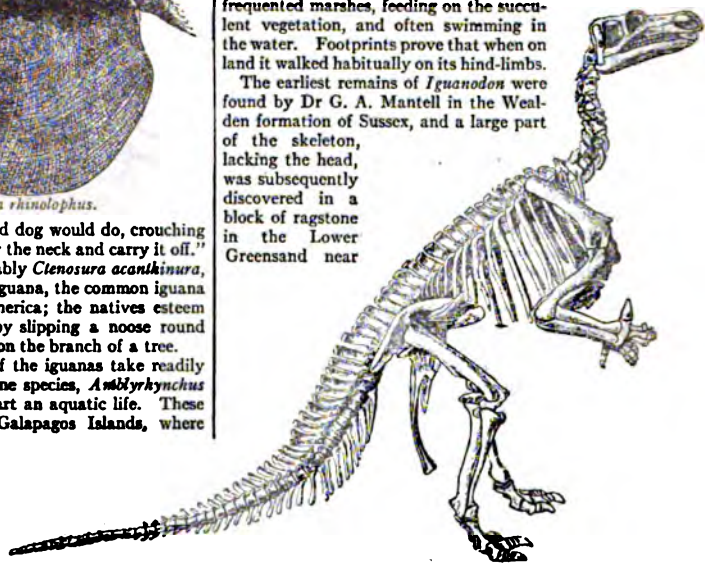 rhinolophus.
d dog would do, crouching
the neck and carry it off."
ably Ctenosura acanthinura,
guana, the common iguana
merica; the natives esteem
by slipping a noose round
on the branch of a tree.
f the iguanas take readily
ne species, Amblyrhynchus
art an aquatic life. These
Galapagos Islands, where
frequented marshes, feeding on the succu-
lent vegetation, and often swimming in
the water. Footprints prove that when on
land it walked habitually on its hind-limbs.
The earliest remains of Iguanodon were
found by Dr G. A. Mantell in the Weal-
den formation of Sussex, and a large part
of the skeleton,
lacking the head,
was subsequently
discovered in a
block of ragstone
in the Lower
Greensand near